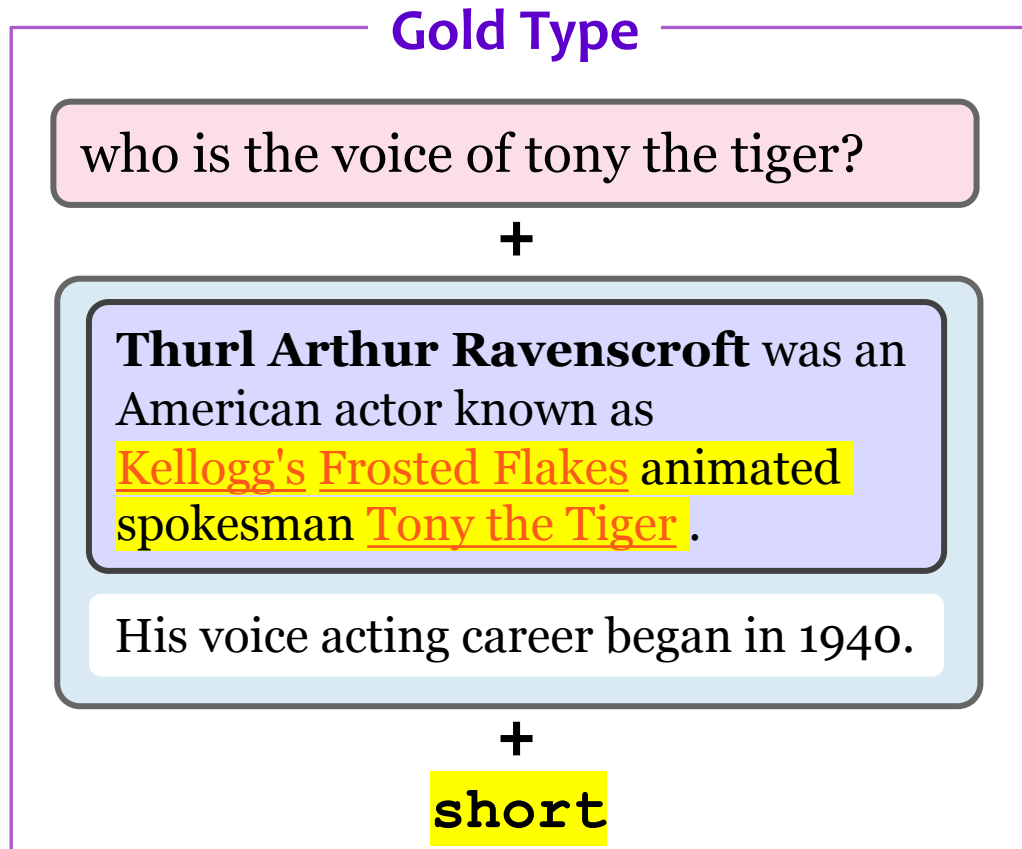 Gold Type
who is the voice of tony the tiger?
+
Thurl Arthur Ravenscroft was an
American actor known as
Kellogg's Frosted Flakes animated
spokesman Tony the Tiger .
His voice acting career began in 1940.
+
short